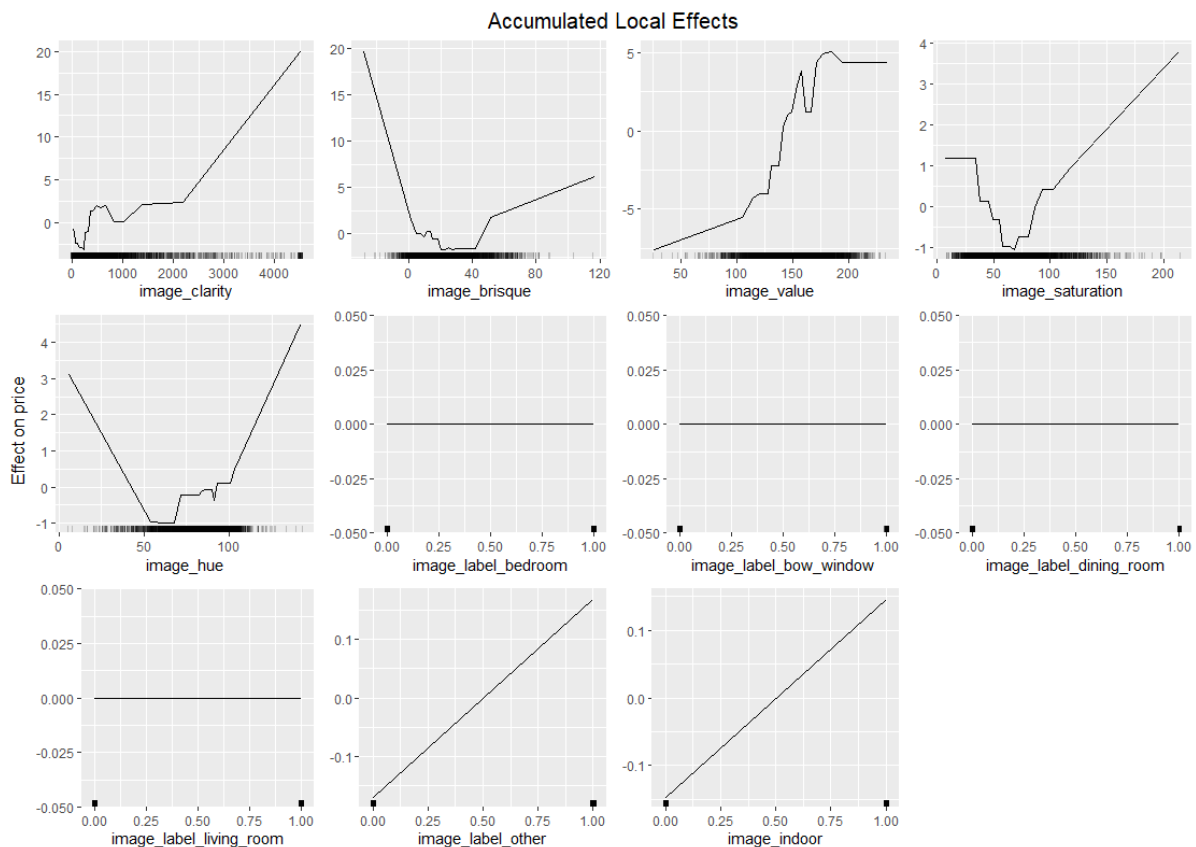 Accumulated Local Effects
20
15
10
5
0
0 1000 2000 3000 4000
image_clarity
20
15
10
5
0
0 40 80 120
image_brisque
5
0
-5
50 100 150 200
image_value
4
3
2
1
0
-1
0 50 100 150 200
image_saturation
Effect on price
4
3
2
1
0
-1
0 50 100
image_hue
0.050
0.025
0.000
-0.025
-0.050
0.00 0.25 0.50 0.75 1.00
image_label_bedroom
0.050
0.025
0.000
-0.025
-0.050
0.00 0.25 0.50 0.75 1.00
image_label_bow_window
0.050
0.025
0.000
-0.025
-0.050
0.00 0.25 0.50 0.75 1.00
image_label_dining_room
0.050
0.025
0.000
-0.025
-0.050
0.00 0.25 0.50 0.75 1.00
image_label_living_room
0.1
0.0
-0.1
0.00 0.25 0.50 0.75 1.00
image_label_other
0.1
0.0
-0.1
0.00 0.25 0.50 0.75 1.00
image_indoor